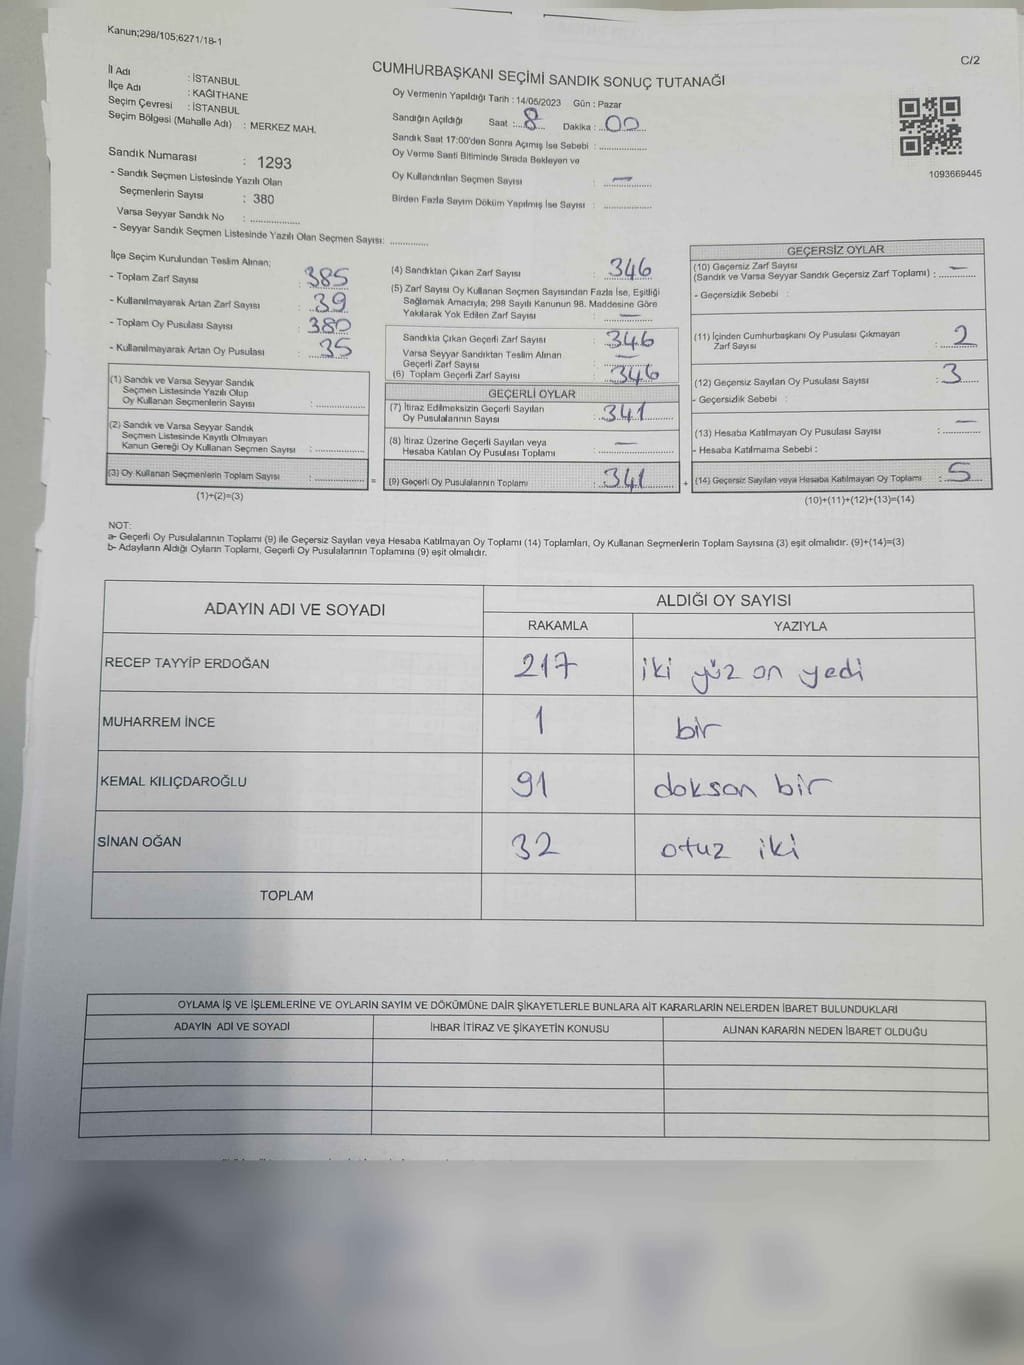 Kanun;298/105;6271/18-1
C/2
CUMHURBAŞKANI SEÇİMİ SANDIK SONUÇ TUTANAĞI
İl Adı : İSTANBUL
İlçe Adı : KAĞITHANE
Seçim Çevresi : İSTANBUL
Seçim Bölgesi (Mahalle Adı) : MERKEZ MAH.
Oy Vermenin Yapıldığı Tarih : 14/05/2023 Gün : Pazar
Sandığın Açıldığı Saat :..8.. Dakika :..00..
Sandık Saat 17:00'den Sonra Açımış İse Sebebi : ..............
Oy Verme Saati Bitiminde Sırada Bekleyen ve
Oy Kullandırılan Seçmen Sayısı : —
Birden Fazla Sayım Döküm Yapılmış İse Sayısı : ..............
1093669445
Sandık Numarası : 1293
- Sandık Seçmen Listesinde Yazılı Olan
Seçmenlerin Sayısı : 380
Varsa Seyyar Sandık No : ..............
- Seyyar Sandık Seçmen Listesinde Yazılı Olan Seçmen Sayısı: ..............
İlçe Seçim Kurulundan Teslim Alınan;
- Toplam Zarf Sayısı : 385
- Kullanılmayarak Artan Zarf Sayısı : 39
- Toplam Oy Pusulası Sayısı : 380
- Kullanılmayarak Artan Oy Pusulası : 35
(1) Sandık ve Varsa Seyyar Sandık
Seçmen Listesinde Yazılı Olup
Oy Kullanan Seçmenlerin Sayısı : ..............
(2) Sandık ve Varsa Seyyar Sandık
Seçmen Listesinde Kayıtlı Olmayan
Kanun Gereği Oy Kullanan Seçmen Sayısı : ..............
(3) Oy Kullanan Seçmenlerin Toplam Sayısı : ..............
(1)+(2)=(3)
=
(4) Sandıktan Çıkan Zarf Sayısı : 346
(5) Zarf Sayısı Oy Kullanan Seçmen Sayısından Fazla İse, Eşitliği
Sağlamak Amacıyla; 298 Sayılı Kanunun 98. Maddesine Göre
Yakılarak Yok Edilen Zarf Sayısı : —
Sandıkta Çıkan Geçerli Zarf Sayısı : 346
Varsa Seyyar Sandıktan Teslim Alınan
Geçerli Zarf Sayısı : —
(6) Toplam Geçerli Zarf Sayısı : 346
GEÇERLİ OYLAR
(7) İtiraz Edilmeksizin Geçerli Sayılan
Oy Pusulalarının Sayısı : 341
(8) İtiraz Üzerine Geçerli Sayılan veya
Hesaba Katılan Oy Pusulası Toplamı : —
(9) Geçerli Oy Pusulalarının Toplamı : 341
+
GEÇERSİZ OYLAR
(10) Geçersiz Zarf Sayısı
(Sandık ve Varsa Seyyar Sandık Geçersiz Zarf Toplamı) : —
- Geçersizlik Sebebi :
(11) İçinden Cumhurbaşkanı Oy Pusulası Çıkmayan
Zarf Sayısı : 2
(12) Geçersiz Sayılan Oy Pusulası Sayısı : 3
- Geçersizlik Sebebi :
(13) Hesaba Katılmayan Oy Pusulası Sayısı : —
- Hesaba Katılmama Sebebi :
(14) Geçersiz Sayılan veya Hesaba Katılmayan Oy Toplamı : 5
(10)+(11)+(12)+(13)=(14)
NOT:
a- Geçerli Oy Pusulalarının Toplamı (9) ile Geçersiz Sayılan veya Hesaba Katılmayan Oy Toplamı (14) Toplamları, Oy Kullanan Seçmenlerin Toplam Sayısına (3) eşit olmalıdır. (9)+(14)=(3)
b- Adayların Aldığı Oyların Toplamı, Geçerli Oy Pusulalarının Toplamına (9) eşit olmalıdır.
ADAYIN ADI VE SOYADI ALDIĞI OY SAYISI
RAKAMLA YAZIYLA
RECEP TAYYİP ERDOĞAN 217 iki yüz on yedi
MUHARREM İNCE 1 bir
KEMAL KILIÇDAROĞLU 91 doksan bir
SİNAN OĞAN 32 otuz iki
TOPLAM
OYLAMA İŞ VE İŞLEMLERİNE VE OYLARIN SAYIM VE DÖKÜMÜNE DAİR ŞİKAYETLERLE BUNLARA AİT KARARLARIN NELERDEN İBARET BULUNDUKLARI
ADAYIN ADI VE SOYADI İHBAR İTİRAZ VE ŞİKAYETİN KONUSU ALINAN KARARIN NEDEN İBARET OLDUĞU